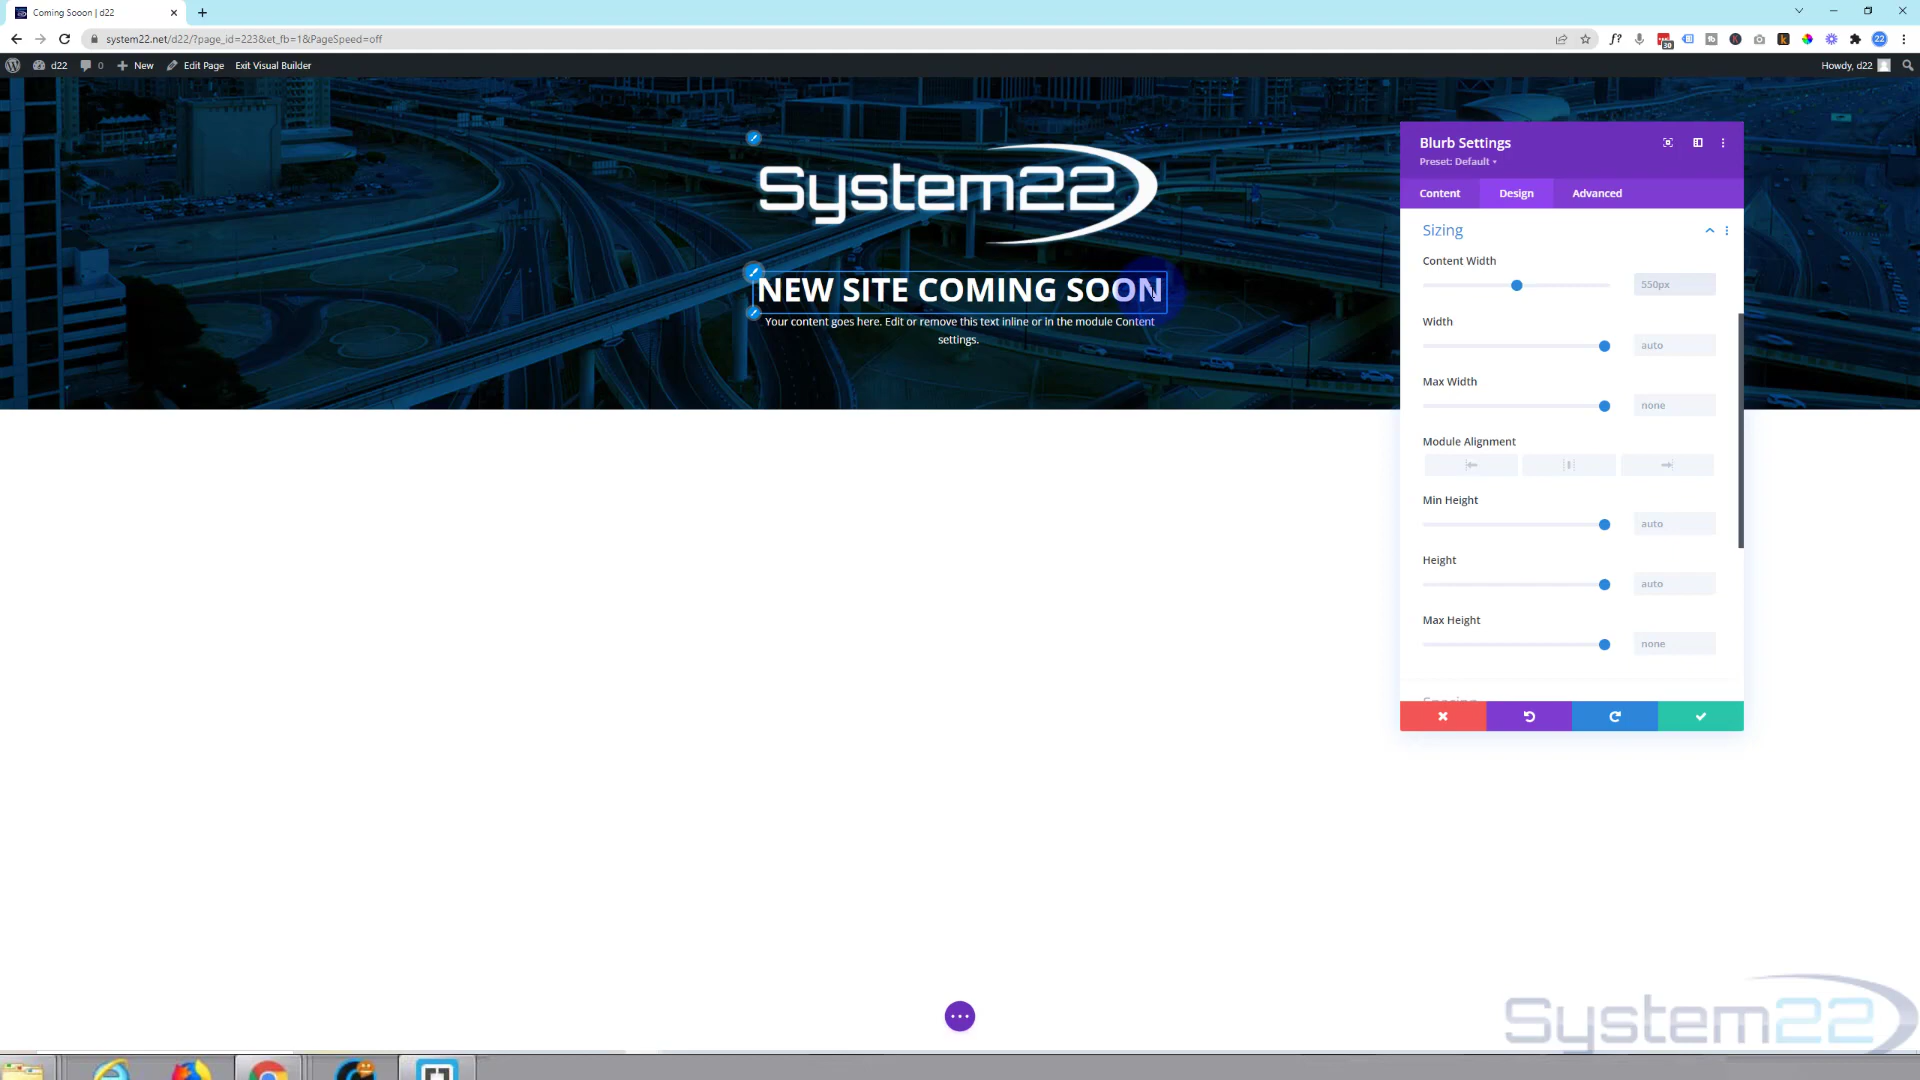 Coming Sooon | d22
system22.net/d22/?page_id=223&et_fb=1&PageSpeed=off
f?
30
22
d22
0
New
Edit Page
Exit Visual Builder
Howdy, d22
System22
NEW SITE COMING SOON
Your content goes here. Edit or remove this text inline or in the module Content
settings.
Blurb Settings
Preset: Default
Content
Design
Advanced
Sizing
Content Width
550px
Width
auto
Max Width
none
Module Alignment
Min Height
auto
Height
auto
Max Height
none
Spacing
System22